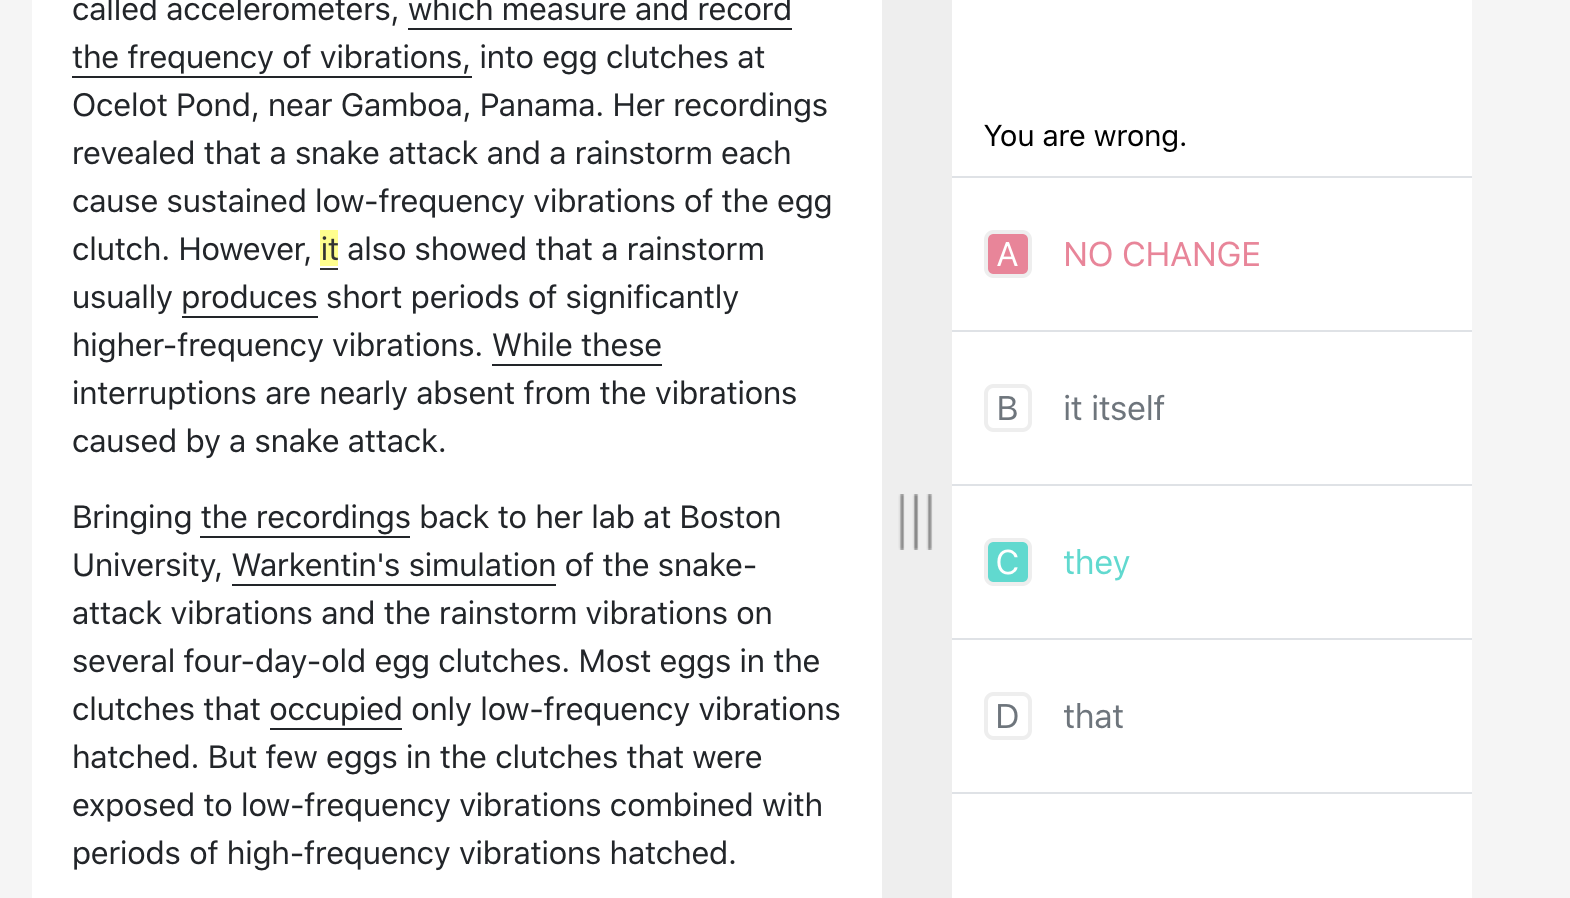 called accelerometers, which measure and record
the frequency of vibrations, into egg clutches at
Ocelot Pond, near Gamboa, Panama. Her recordings
revealed that a snake attack and a rainstorm each
cause sustained low-frequency vibrations of the egg
clutch. However, it also showed that a rainstorm
usually produces short periods of significantly
higher-frequency vibrations. While these
interruptions are nearly absent from the vibrations
caused by a snake attack.
Bringing the recordings back to her lab at Boston
University, Warkentin's simulation of the snake-
attack vibrations and the rainstorm vibrations on
several four-day-old egg clutches. Most eggs in the
clutches that occupied only low-frequency vibrations
hatched. But few eggs in the clutches that were
exposed to low-frequency vibrations combined with
periods of high-frequency vibrations hatched.
You are wrong.
A NO CHANGE
B it itself
C they
D that